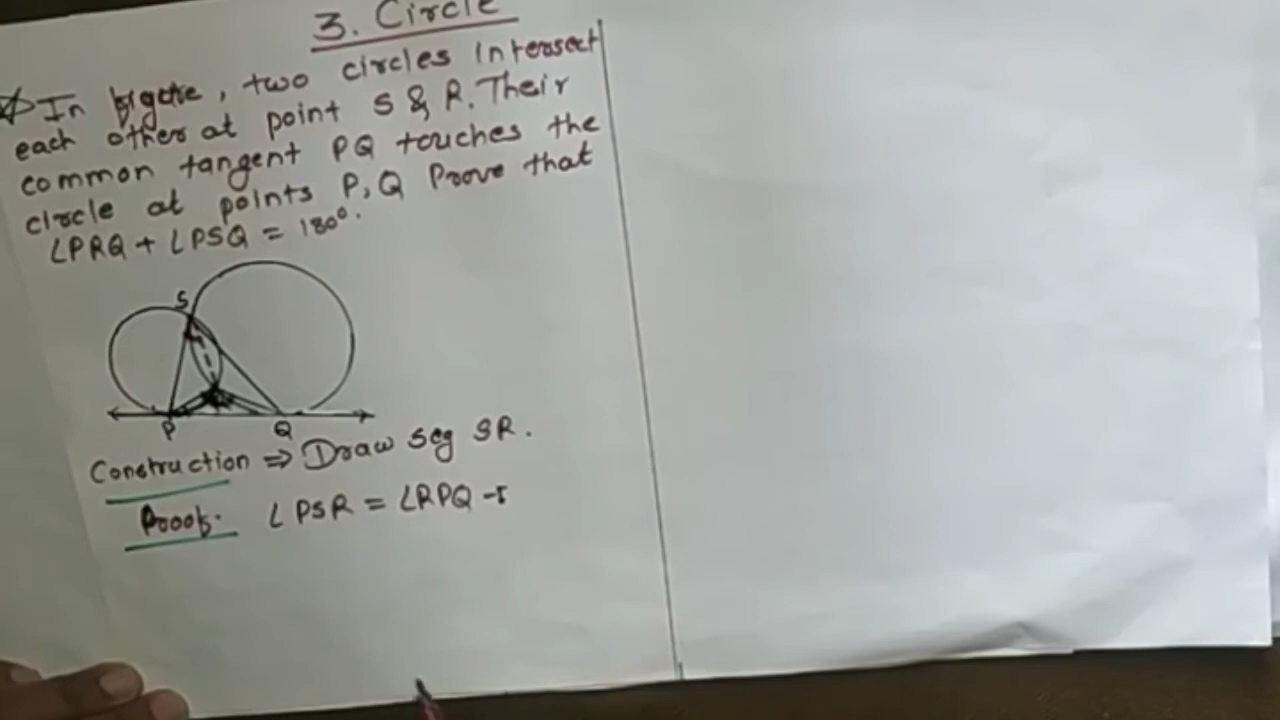 3. Circle
In figure, two circles intersect
each other at point S & R. Their
common tangent PQ touches the
circle at points P, Q Prove that
∠PRQ + ∠PSQ = 180°.
S
P
Q
Construction ⇒ Draw seg SR.
Proof:- ∠PSR = ∠RPQ -